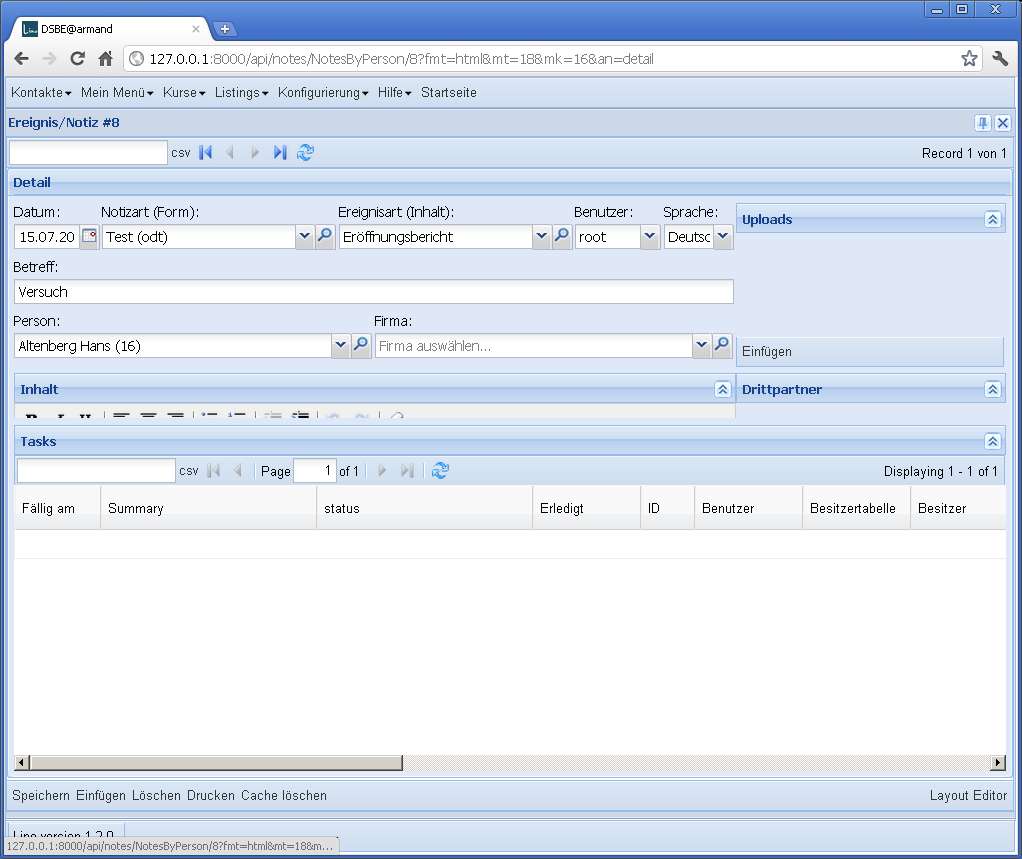 DSBE@armand
127.0.0.1:8000/api/notes/NotesByPerson/8?fmt=html&mt=18&mk=16&an=detail
Kontakte Mein Menü Kurse Listings Konfigurierung Hilfe Startseite
Ereignis/Notiz #8
csv Record 1 von 1
Detail
Datum: Notizart (Form): Ereignisart (Inhalt): Benutzer: Sprache: Uploads
15.07.20 Test (odt) Eröffnungsbericht root Deutsc
Betreff:
Versuch
Person: Firma:
Altenberg Hans (16) Firma auswählen... Einfügen
Inhalt Drittpartner
Tasks
csv Page 1 of 1 Displaying 1 - 1 of 1
Fällig am Summary status Erledigt ID Benutzer Besitzertabelle Besitzer
Speichern Einfügen Löschen Drucken Cache löschen Layout Editor
Lino version 1.2.0
127.0.0.1:8000/api/notes/NotesByPerson/8?fmt=html&mt=18&m...